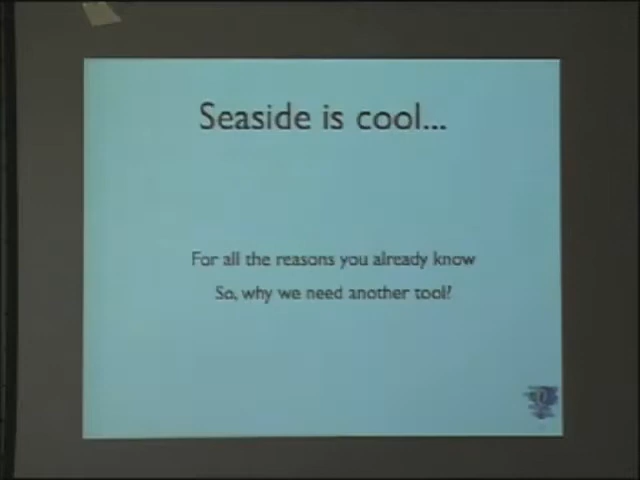 Seaside is cool...
For all the reasons you already know
So, why we need another tool?